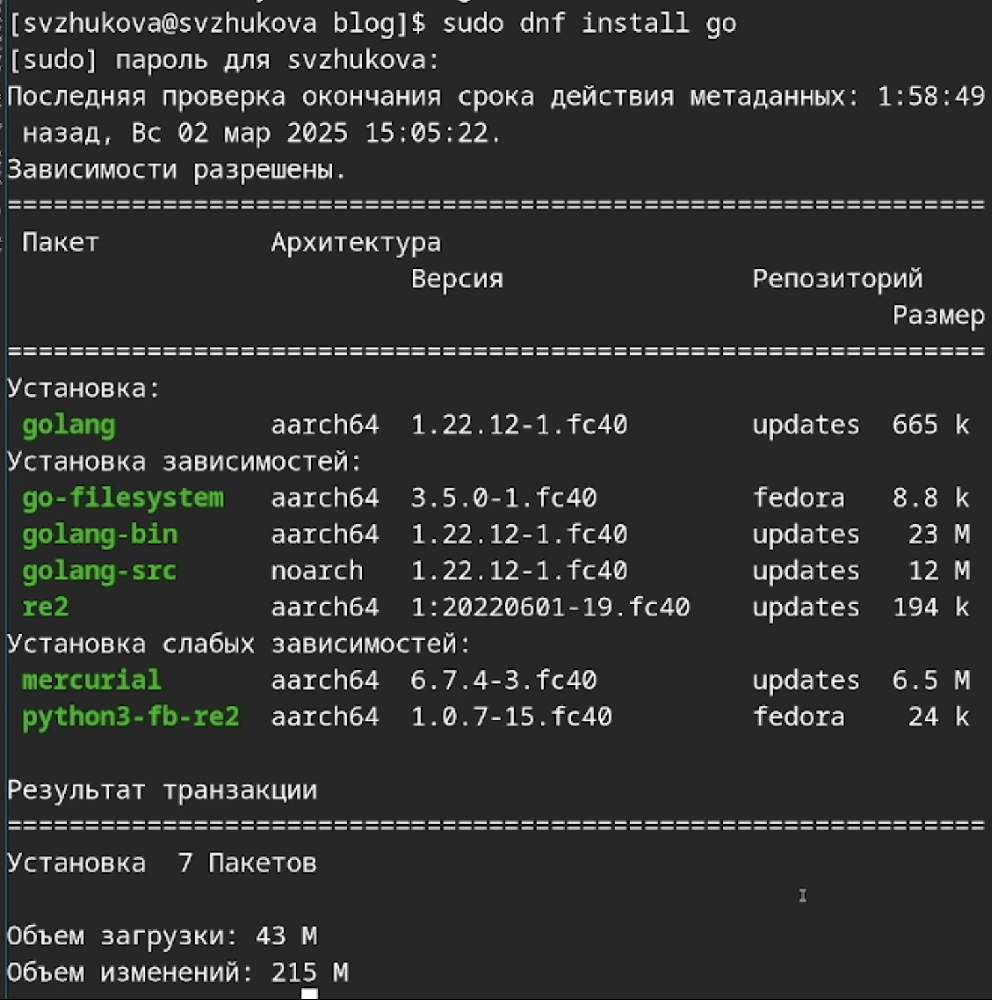 [svzhukova@svzhukova blog]$ sudo dnf install go
[sudo] пароль для svzhukova:
Последняя проверка окончания срока действия метаданных: 1:58:49
назад, Вс 02 мар 2025 15:05:22.
Зависимости разрешены.
===============================================================
Пакет Архитектура
Версия Репозиторий
Размер
===============================================================
Установка:
golang aarch64 1.22.12-1.fc40 updates 665 k
Установка зависимостей:
go-filesystem aarch64 3.5.0-1.fc40 fedora 8.8 k
golang-bin aarch64 1.22.12-1.fc40 updates 23 M
golang-src noarch 1.22.12-1.fc40 updates 12 M
re2 aarch64 1:20220601-19.fc40 updates 194 k
Установка слабых зависимостей:
mercurial aarch64 6.7.4-3.fc40 updates 6.5 M
python3-fb-re2 aarch64 1.0.7-15.fc40 fedora 24 k
Результат транзакции
===============================================================
Установка 7 Пакетов
Объем загрузки: 43 M
Объем изменений: 215 M